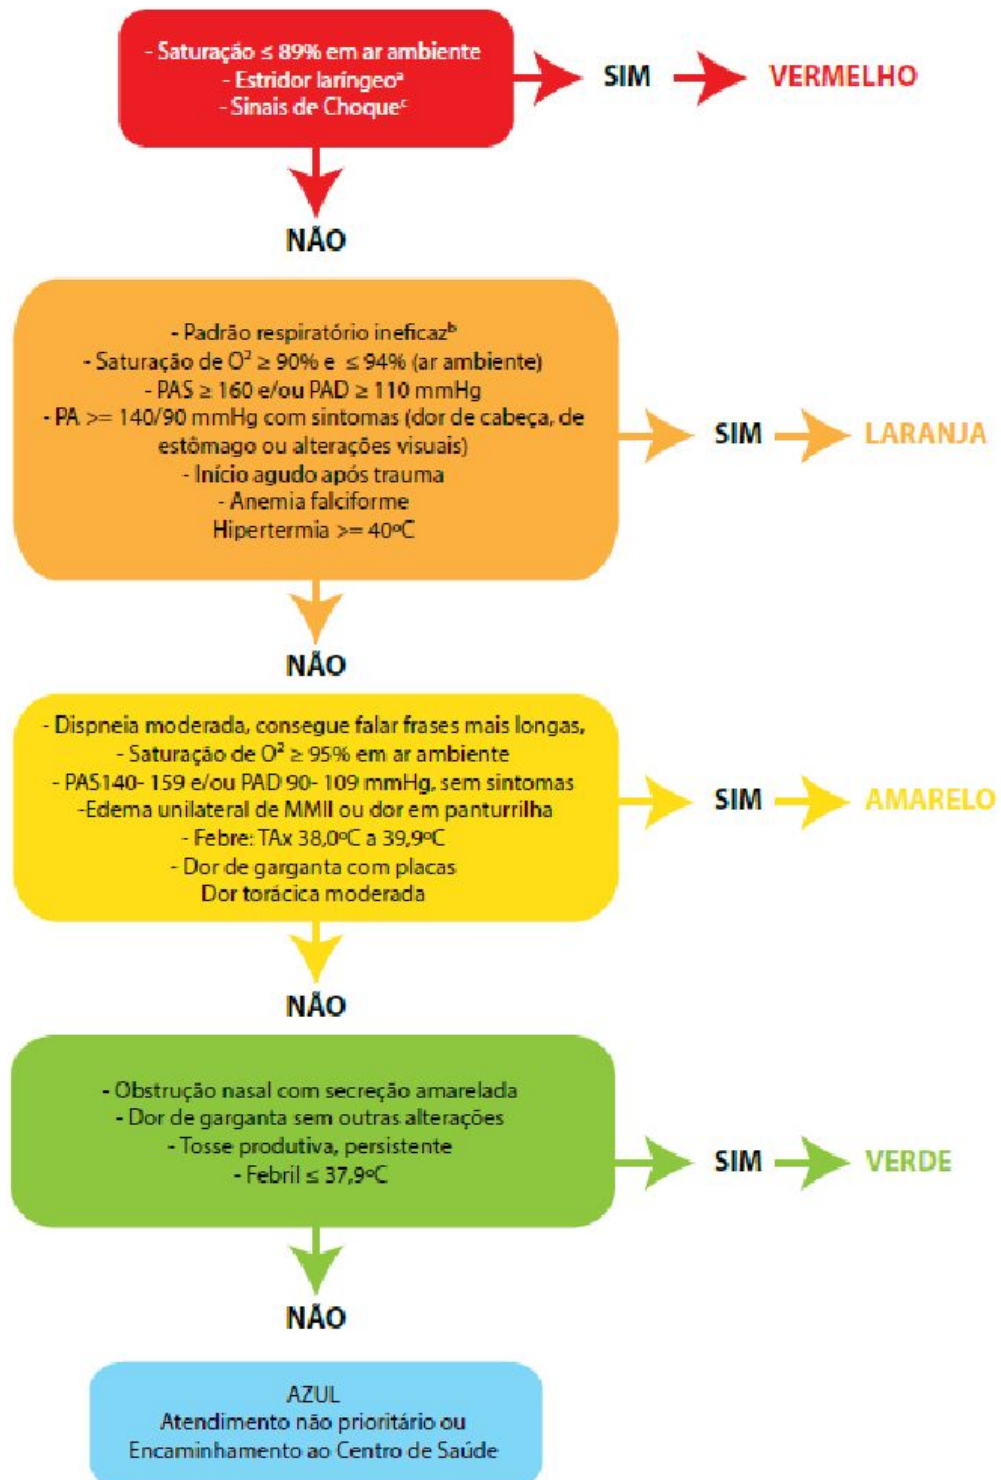 - Saturação ≤ 89% em ar ambiente
- Estridor laríngeoª
- Sinais de Choqueᶜ
SIM
VERMELHO
NÃO
- Padrão respiratório ineficazᵇ
- Saturação de O² ≥ 90% e ≤ 94% (ar ambiente)
- PAS ≥ 160 e/ou PAD ≥ 110 mmHg
- PA >= 140/90 mmHg com sintomas (dor de cabeça, de
estômago ou alterações visuais)
- Início agudo após trauma
- Anemia falciforme
Hipertermia >= 40ºC
SIM
LARANJA
NÃO
- Dispneia moderada, consegue falar frases mais longas,
- Saturação de O² ≥ 95% em ar ambiente
- PAS140- 159 e/ou PAD 90- 109 mmHg, sem sintomas
-Edema unilateral de MMII ou dor em panturrilha
- Febre: TAx 38,0ºC a 39,9ºC
- Dor de garganta com placas
Dor torácica moderada
SIM
AMARELO
NÃO
- Obstrução nasal com secreção amarelada
- Dor de garganta sem outras alterações
- Tosse produtiva, persistente
- Febril ≤ 37,9ºC
SIM
VERDE
NÃO
AZUL
Atendimento não prioritário ou
Encaminhamento ao Centro de Saúde